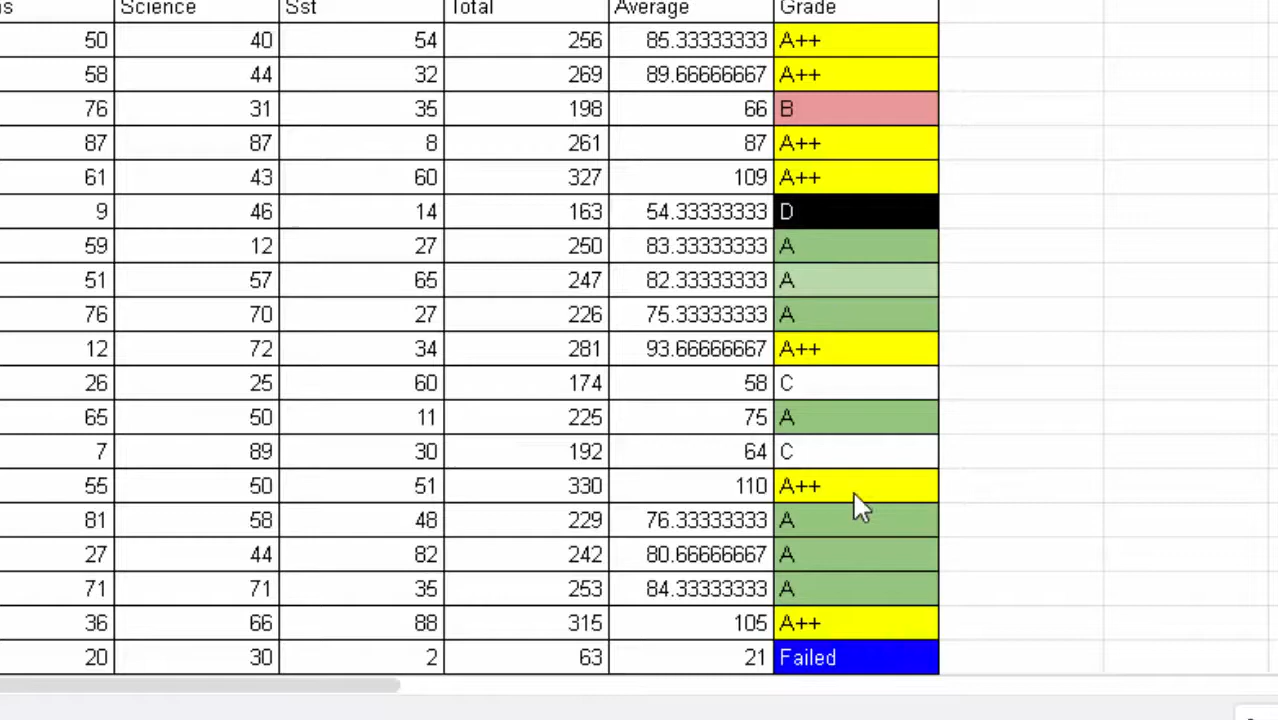 s Science Sst Total Average Grade
50 40 54 256 85.33333333 A++
58 44 32 269 89.66666667 A++
76 31 35 198 66 B
87 87 8 261 87 A++
61 43 60 327 109 A++
9 46 14 163 54.33333333 D
59 12 27 250 83.33333333 A
51 57 65 247 82.33333333 A
76 70 27 226 75.33333333 A
12 72 34 281 93.66666667 A++
26 25 60 174 58 C
65 50 11 225 75 A
7 89 30 192 64 C
55 50 51 330 110 A++
81 58 48 229 76.33333333 A
27 44 82 242 80.66666667 A
71 71 35 253 84.33333333 A
36 66 88 315 105 A++
20 30 2 63 21 Failed